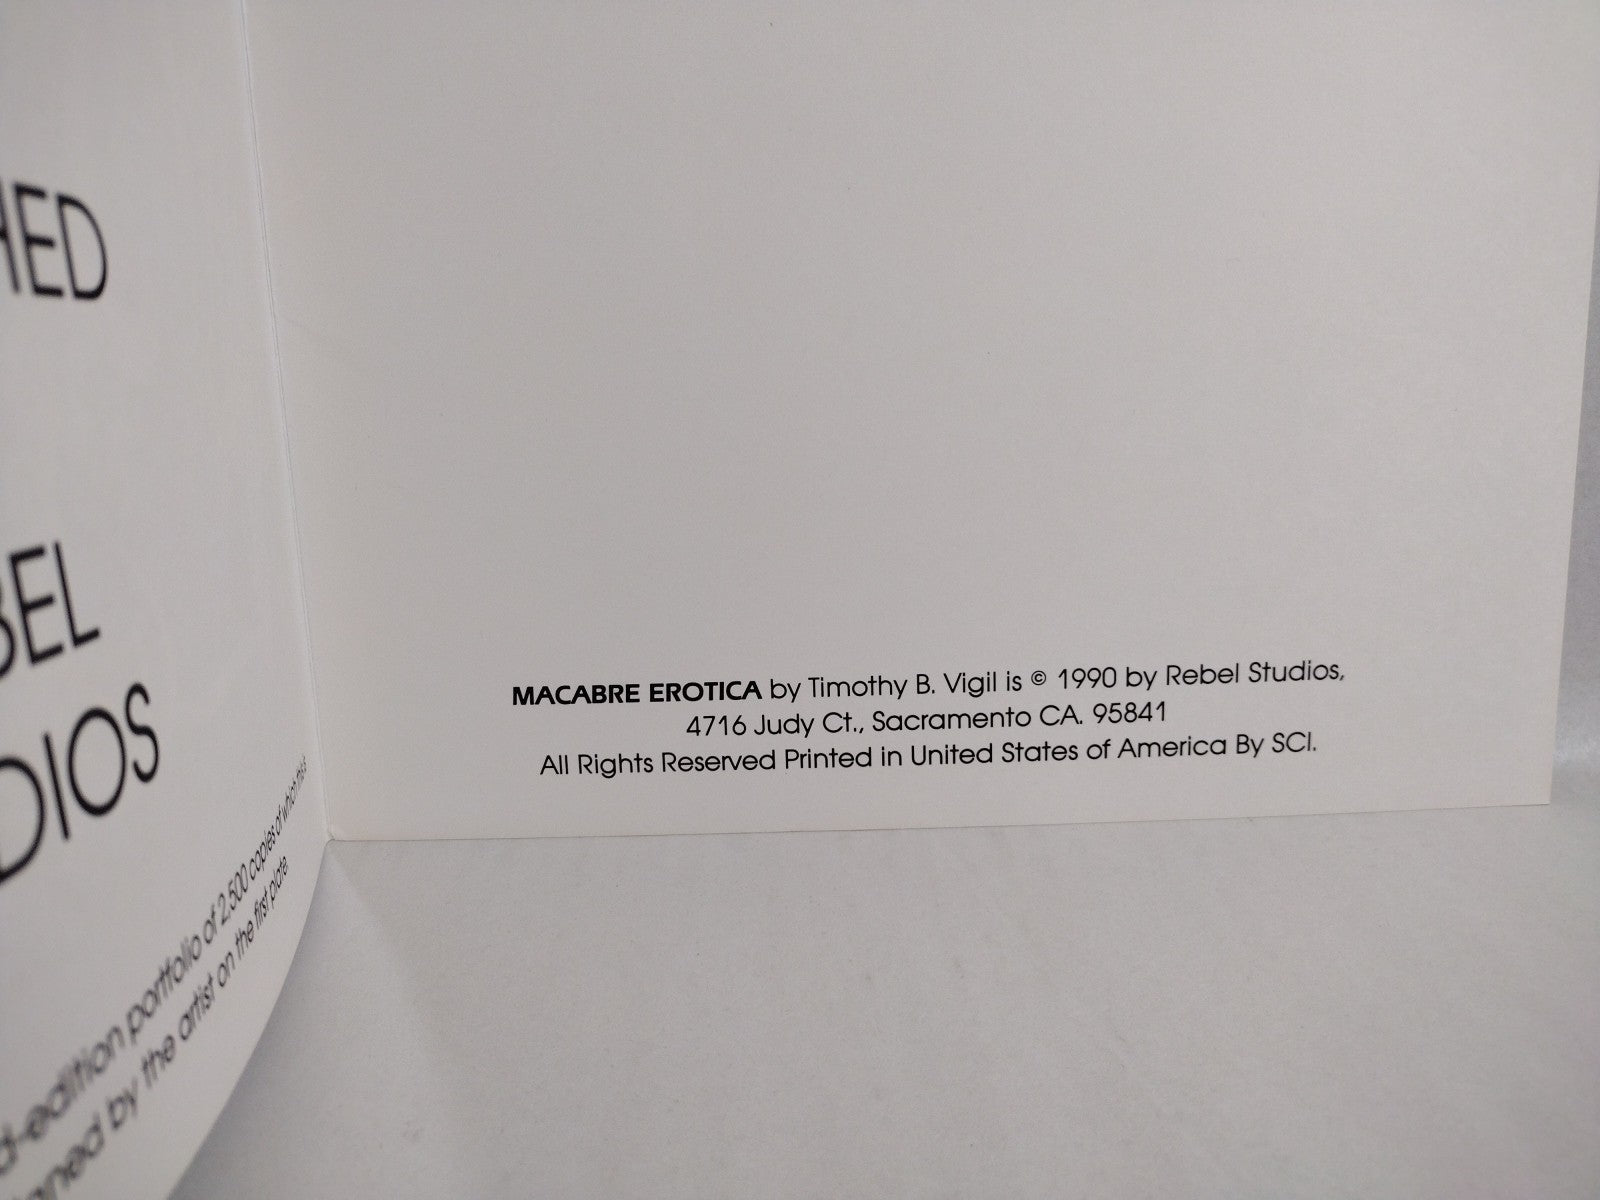 HED
BEL
DIOS
d-edition portfolio of 2,500 copies of which this is
gned by the artist on the first plate.
MACABRE EROTICA by Timothy B. Vigil is © 1990 by Rebel Studios,
4716 Judy Ct., Sacramento CA. 95841
All Rights Reserved Printed in United States of America By SCI.